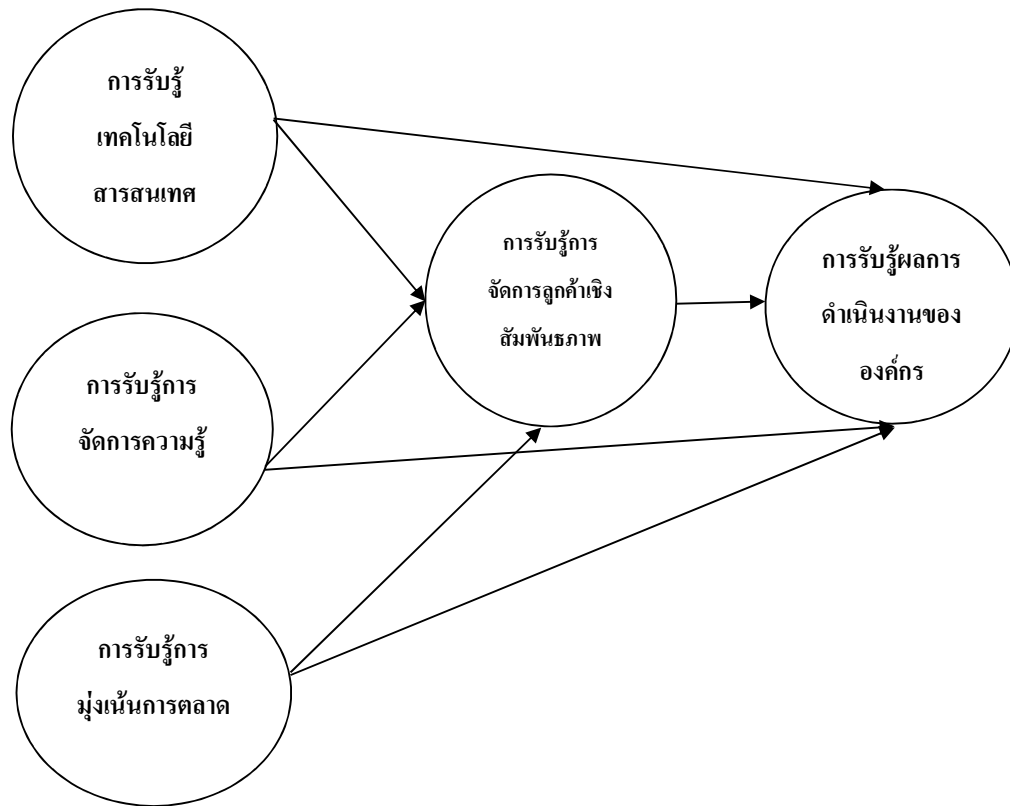 การรับรู้
เทคโนโลยี
สารสนเทศ
การรับรู้การ
จัดการความรู้
การรับรู้การ
มุ่งเน้นการตลาด
การรับรู้การ
จัดการลูกค้าเชิง
สัมพันธภาพ
การรับรู้ผลการ
ดำเนินงานของ
องค์กร